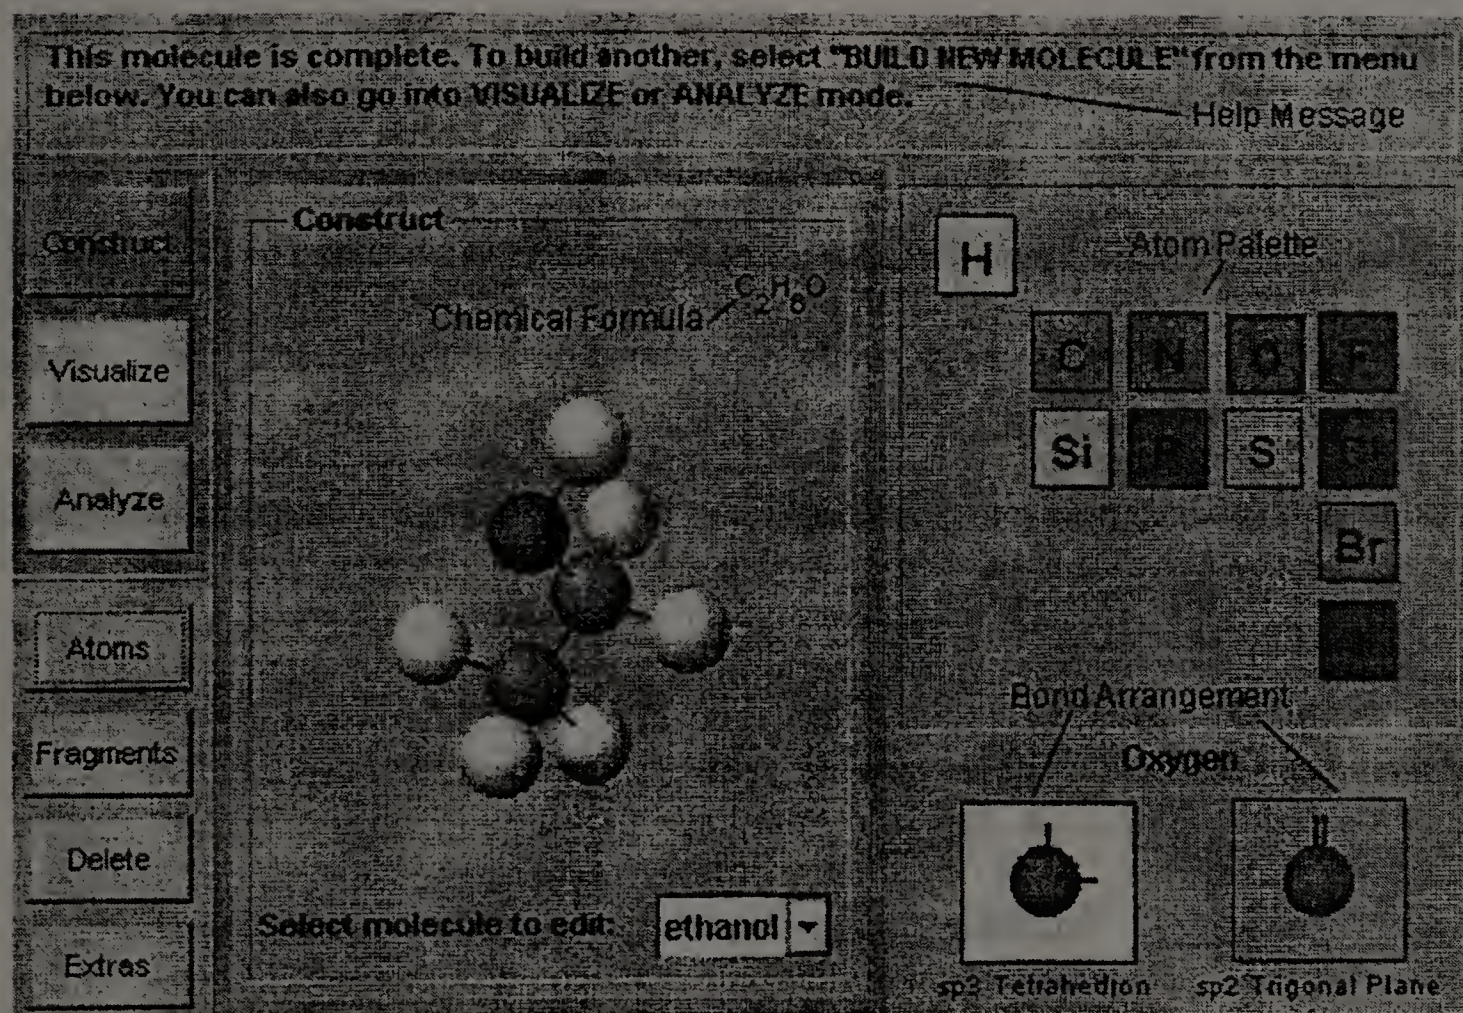 This molecule is complete. To build another, select "BUILD NEW MOLECULE" from the menu
below. You can also go into VISUALIZE or ANALYZE mode.
Help Message
Construct
Visualize
Analyze
Atoms
Fragments
Delete
Extras
Construct
Chemical Formula
C₂H₆O
Select molecule to edit: ethanol
H
Atom Palette
C N O F
Si P S
Br
Bond Arrangement
Oxygen
sp3 Tetrahedron
sp2 Trigonal Plane